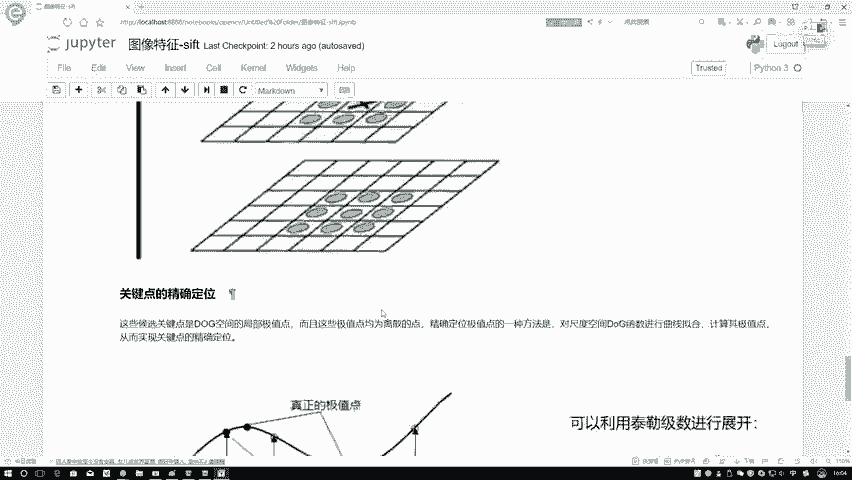 图像特征-sift
http://localhost:8888/notebooks/opencv/Untitled%20Folder/图像特征-sift.ipynb
jupyter 图像特征-sift Last Checkpoint: 2 hours ago (autosaved)
Logout
File Edit View Insert Cell Kernel Widgets Help
Trusted Python 3
Markdown
关键点的精确定位 ¶
这些候选关键点是DOG空间的局部极值点，而且这些极值点均为离散的点，精确定位极值点的一种方法是，对尺度空间DoG函数进行曲线拟合，计算其极值点，
从而实现关键点的精确定位。
真正的极值点
可以利用泰勒级数进行展开：
150%
16:04